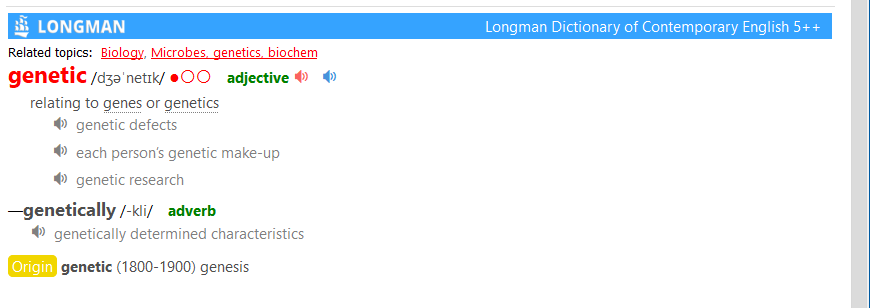 LONGMAN Longman Dictionary of Contemporary English 5++
Related topics: Biology, Microbes, genetics, biochem
genetic /dʒəˈnetɪk/ ●○○ adjective
relating to genes or genetics
genetic defects
each person’s genetic make-up
genetic research
—genetically /-kli/ adverb
genetically determined characteristics
Origin genetic (1800-1900) genesis